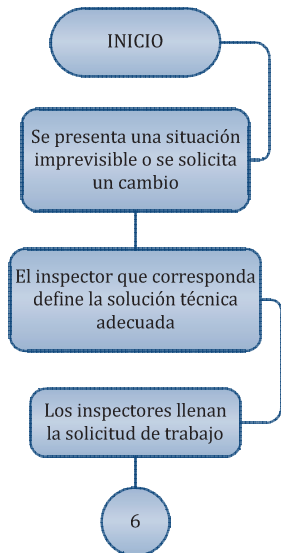 INICIO
Se presenta una situación
imprevisible o se solicita
un cambio
El inspector que corresponda
define la solución técnica
adecuada
Los inspectores llenan
la solicitud de trabajo
6